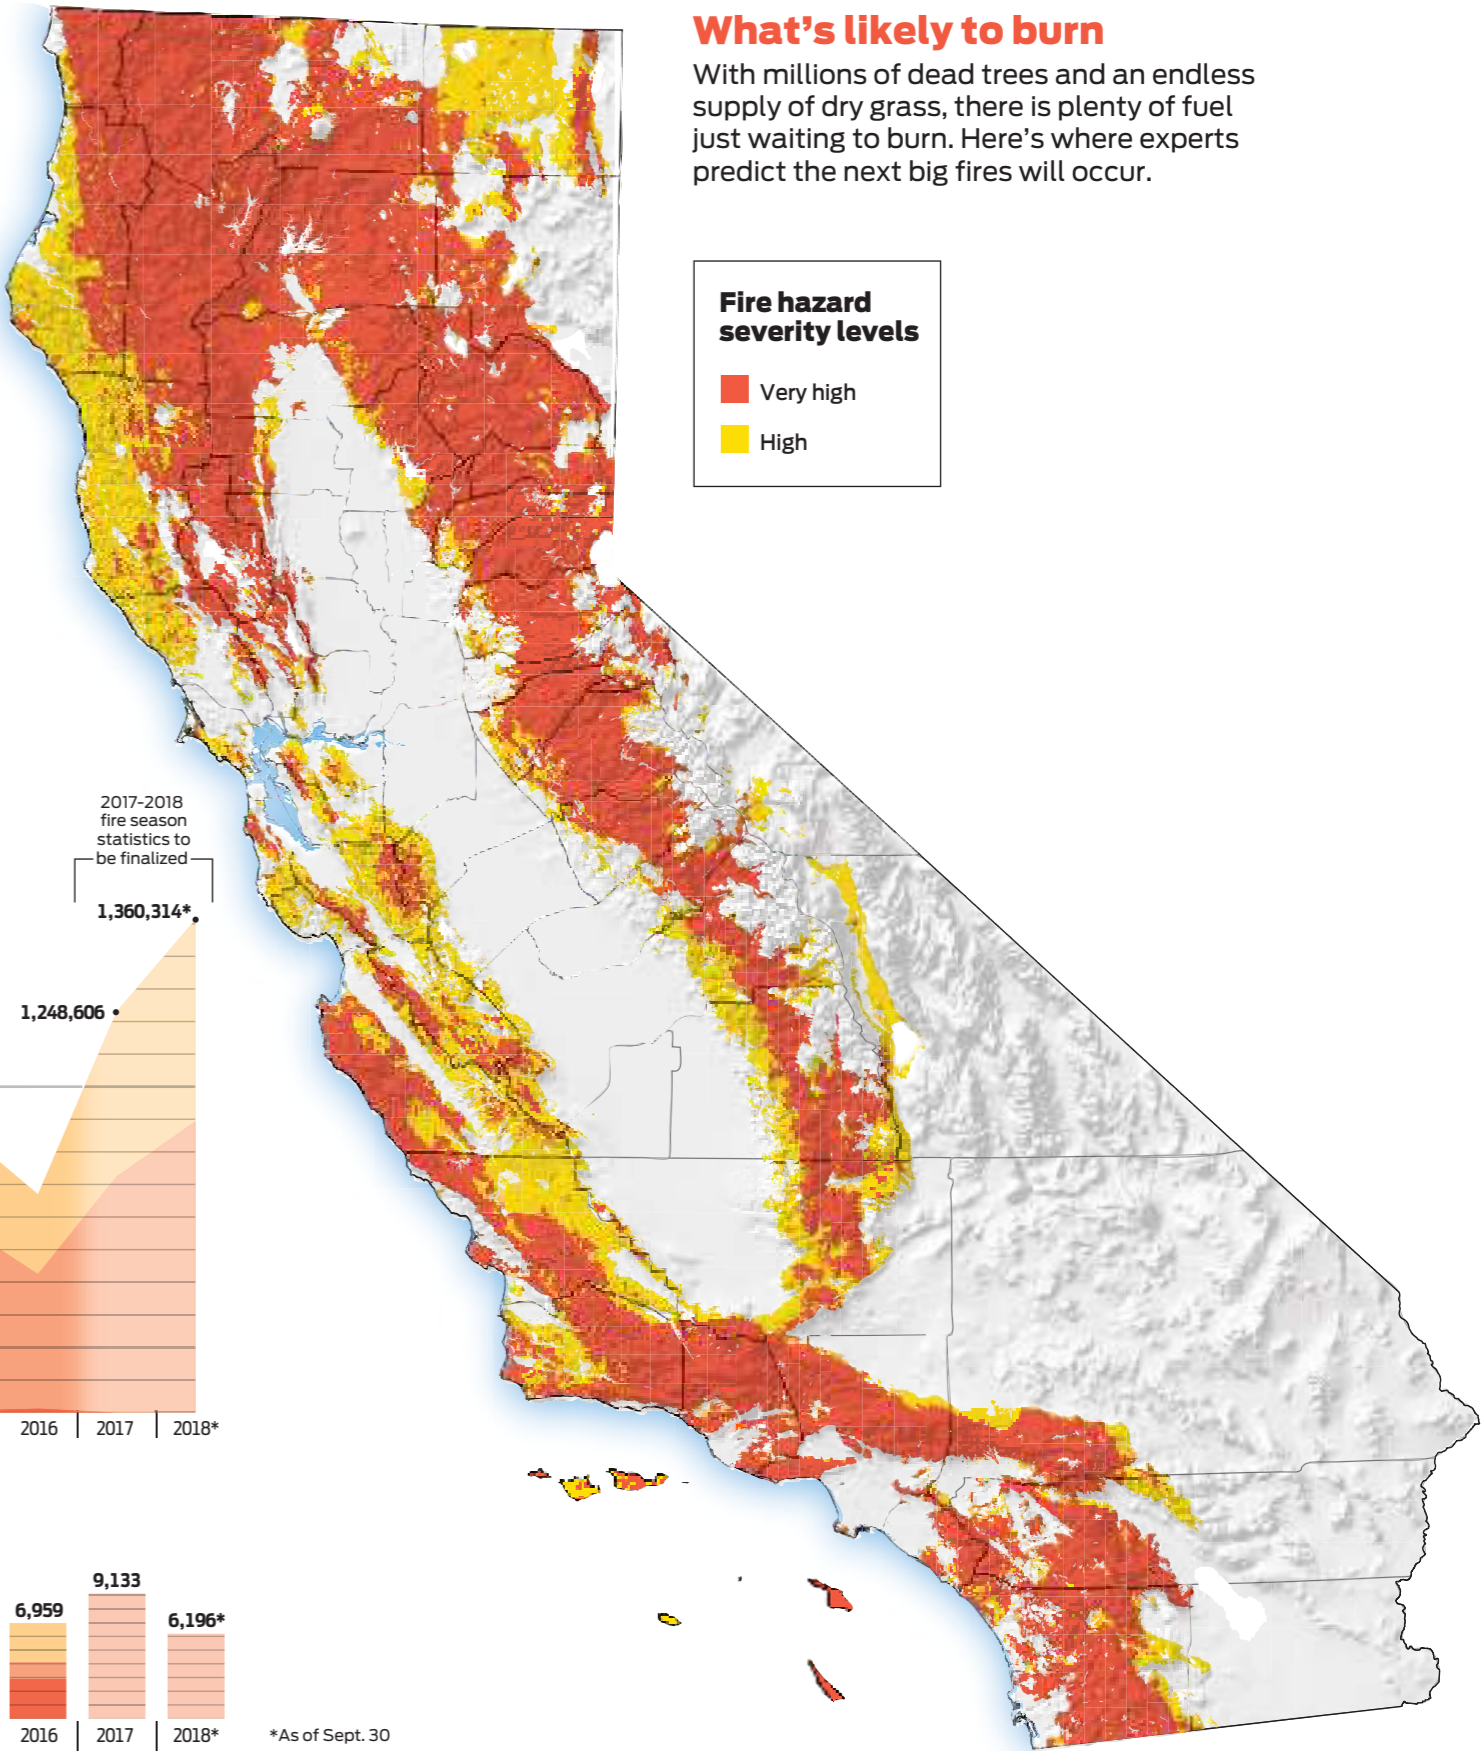 What's likely to burn
With millions of dead trees and an endless
supply of dry grass, there is plenty of fuel
just waiting to burn. Here's where experts
predict the next big fires will occur.
Fire hazard
severity levels
Very high
High
2017-2018
fire season
statistics to
be finalized
1,360,314*
1,248,606
2016 2017 2018*
6,959
9,133
6,196*
2016 2017 2018*
*As of Sept. 30